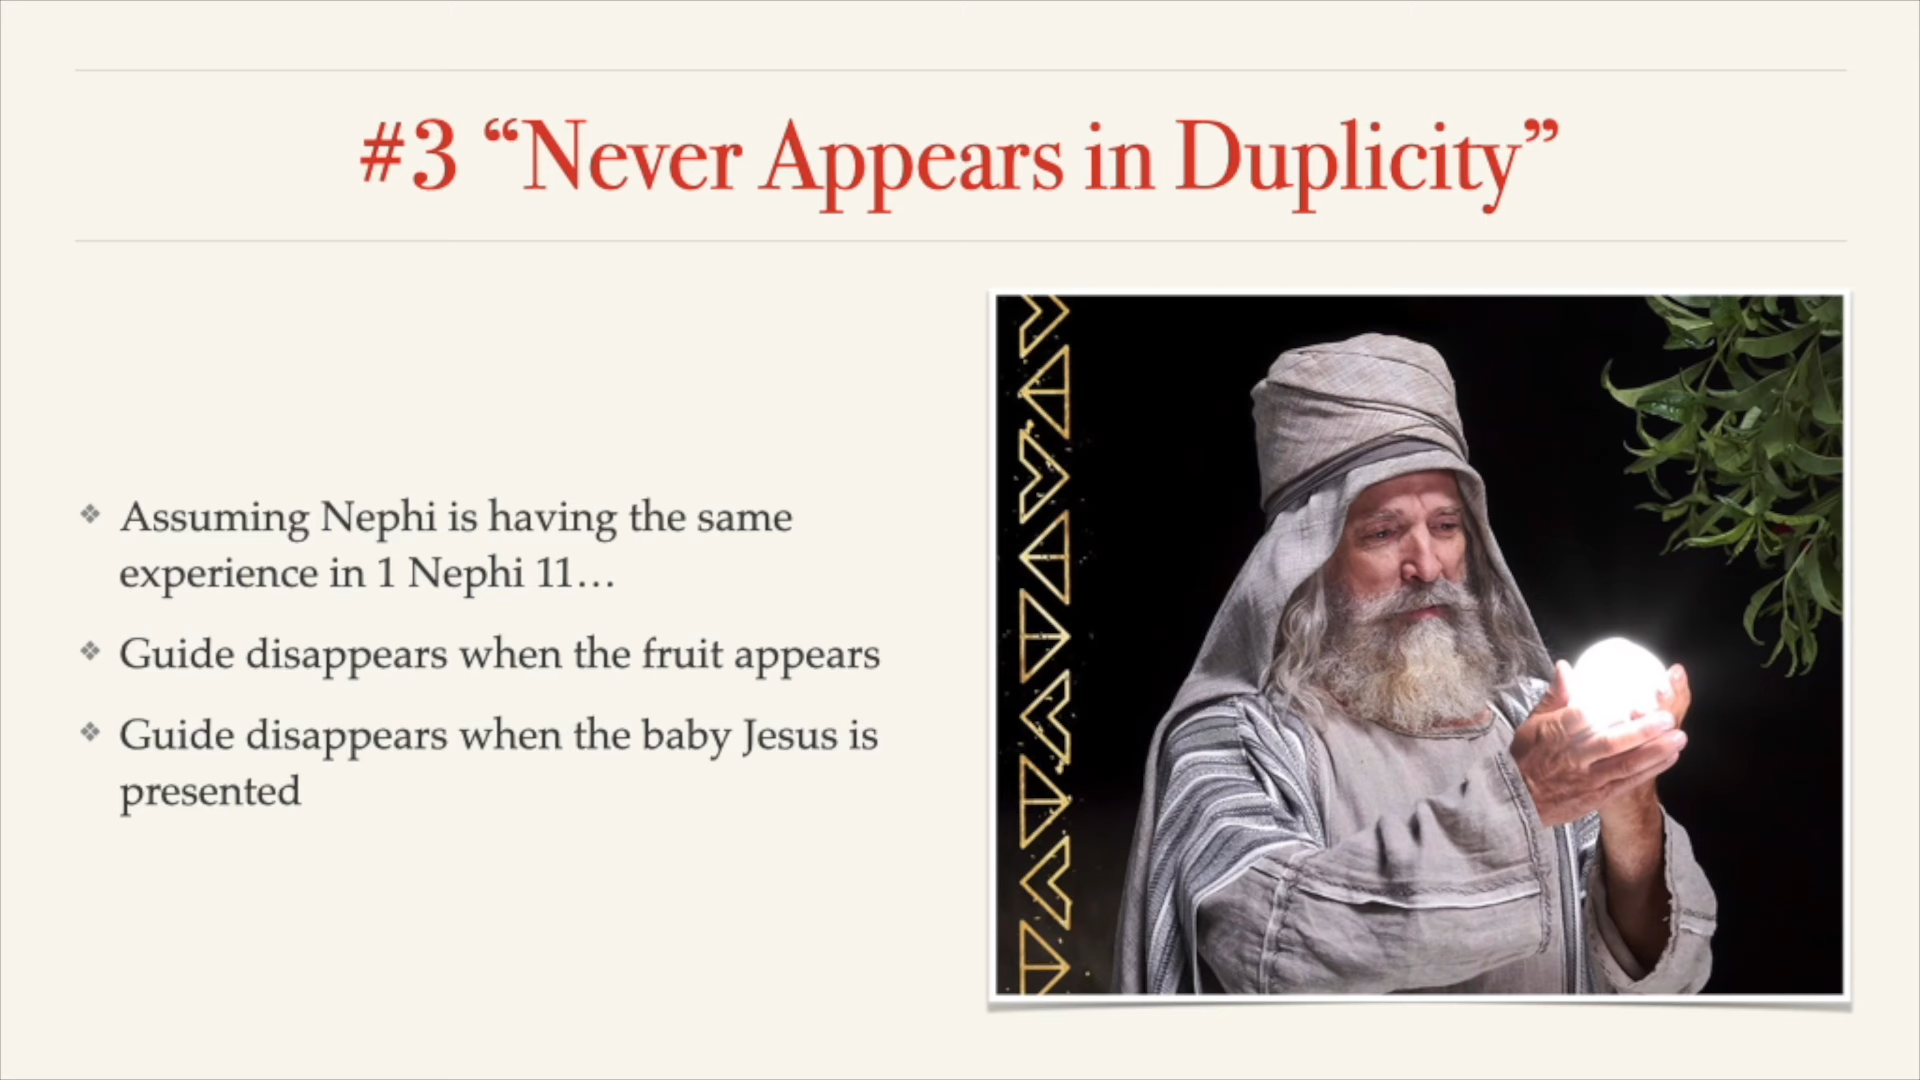 #3 “Never Appears in Duplicity”
Assuming Nephi is having the same
experience in 1 Nephi 11…
Guide disappears when the fruit appears
Guide disappears when the baby Jesus is
presented